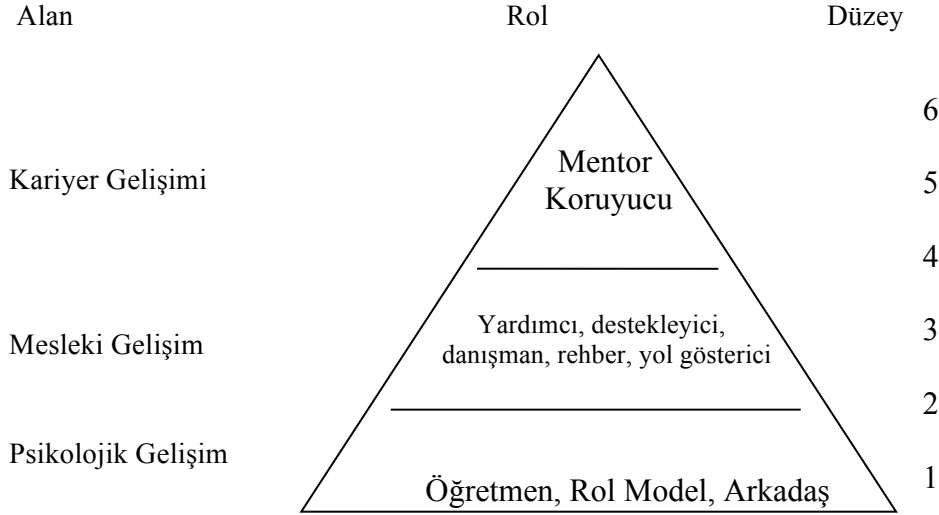 Alan Rol Düzey
6
Mentor
Kariyer Gelişimi Koruyucu 5
4
Yardımcı, destekleyici,
Mesleki Gelişim danışman, rehber, yol gösterici 3
2
Psikolojik Gelişim 1
Öğretmen, Rol Model, Arkadaş